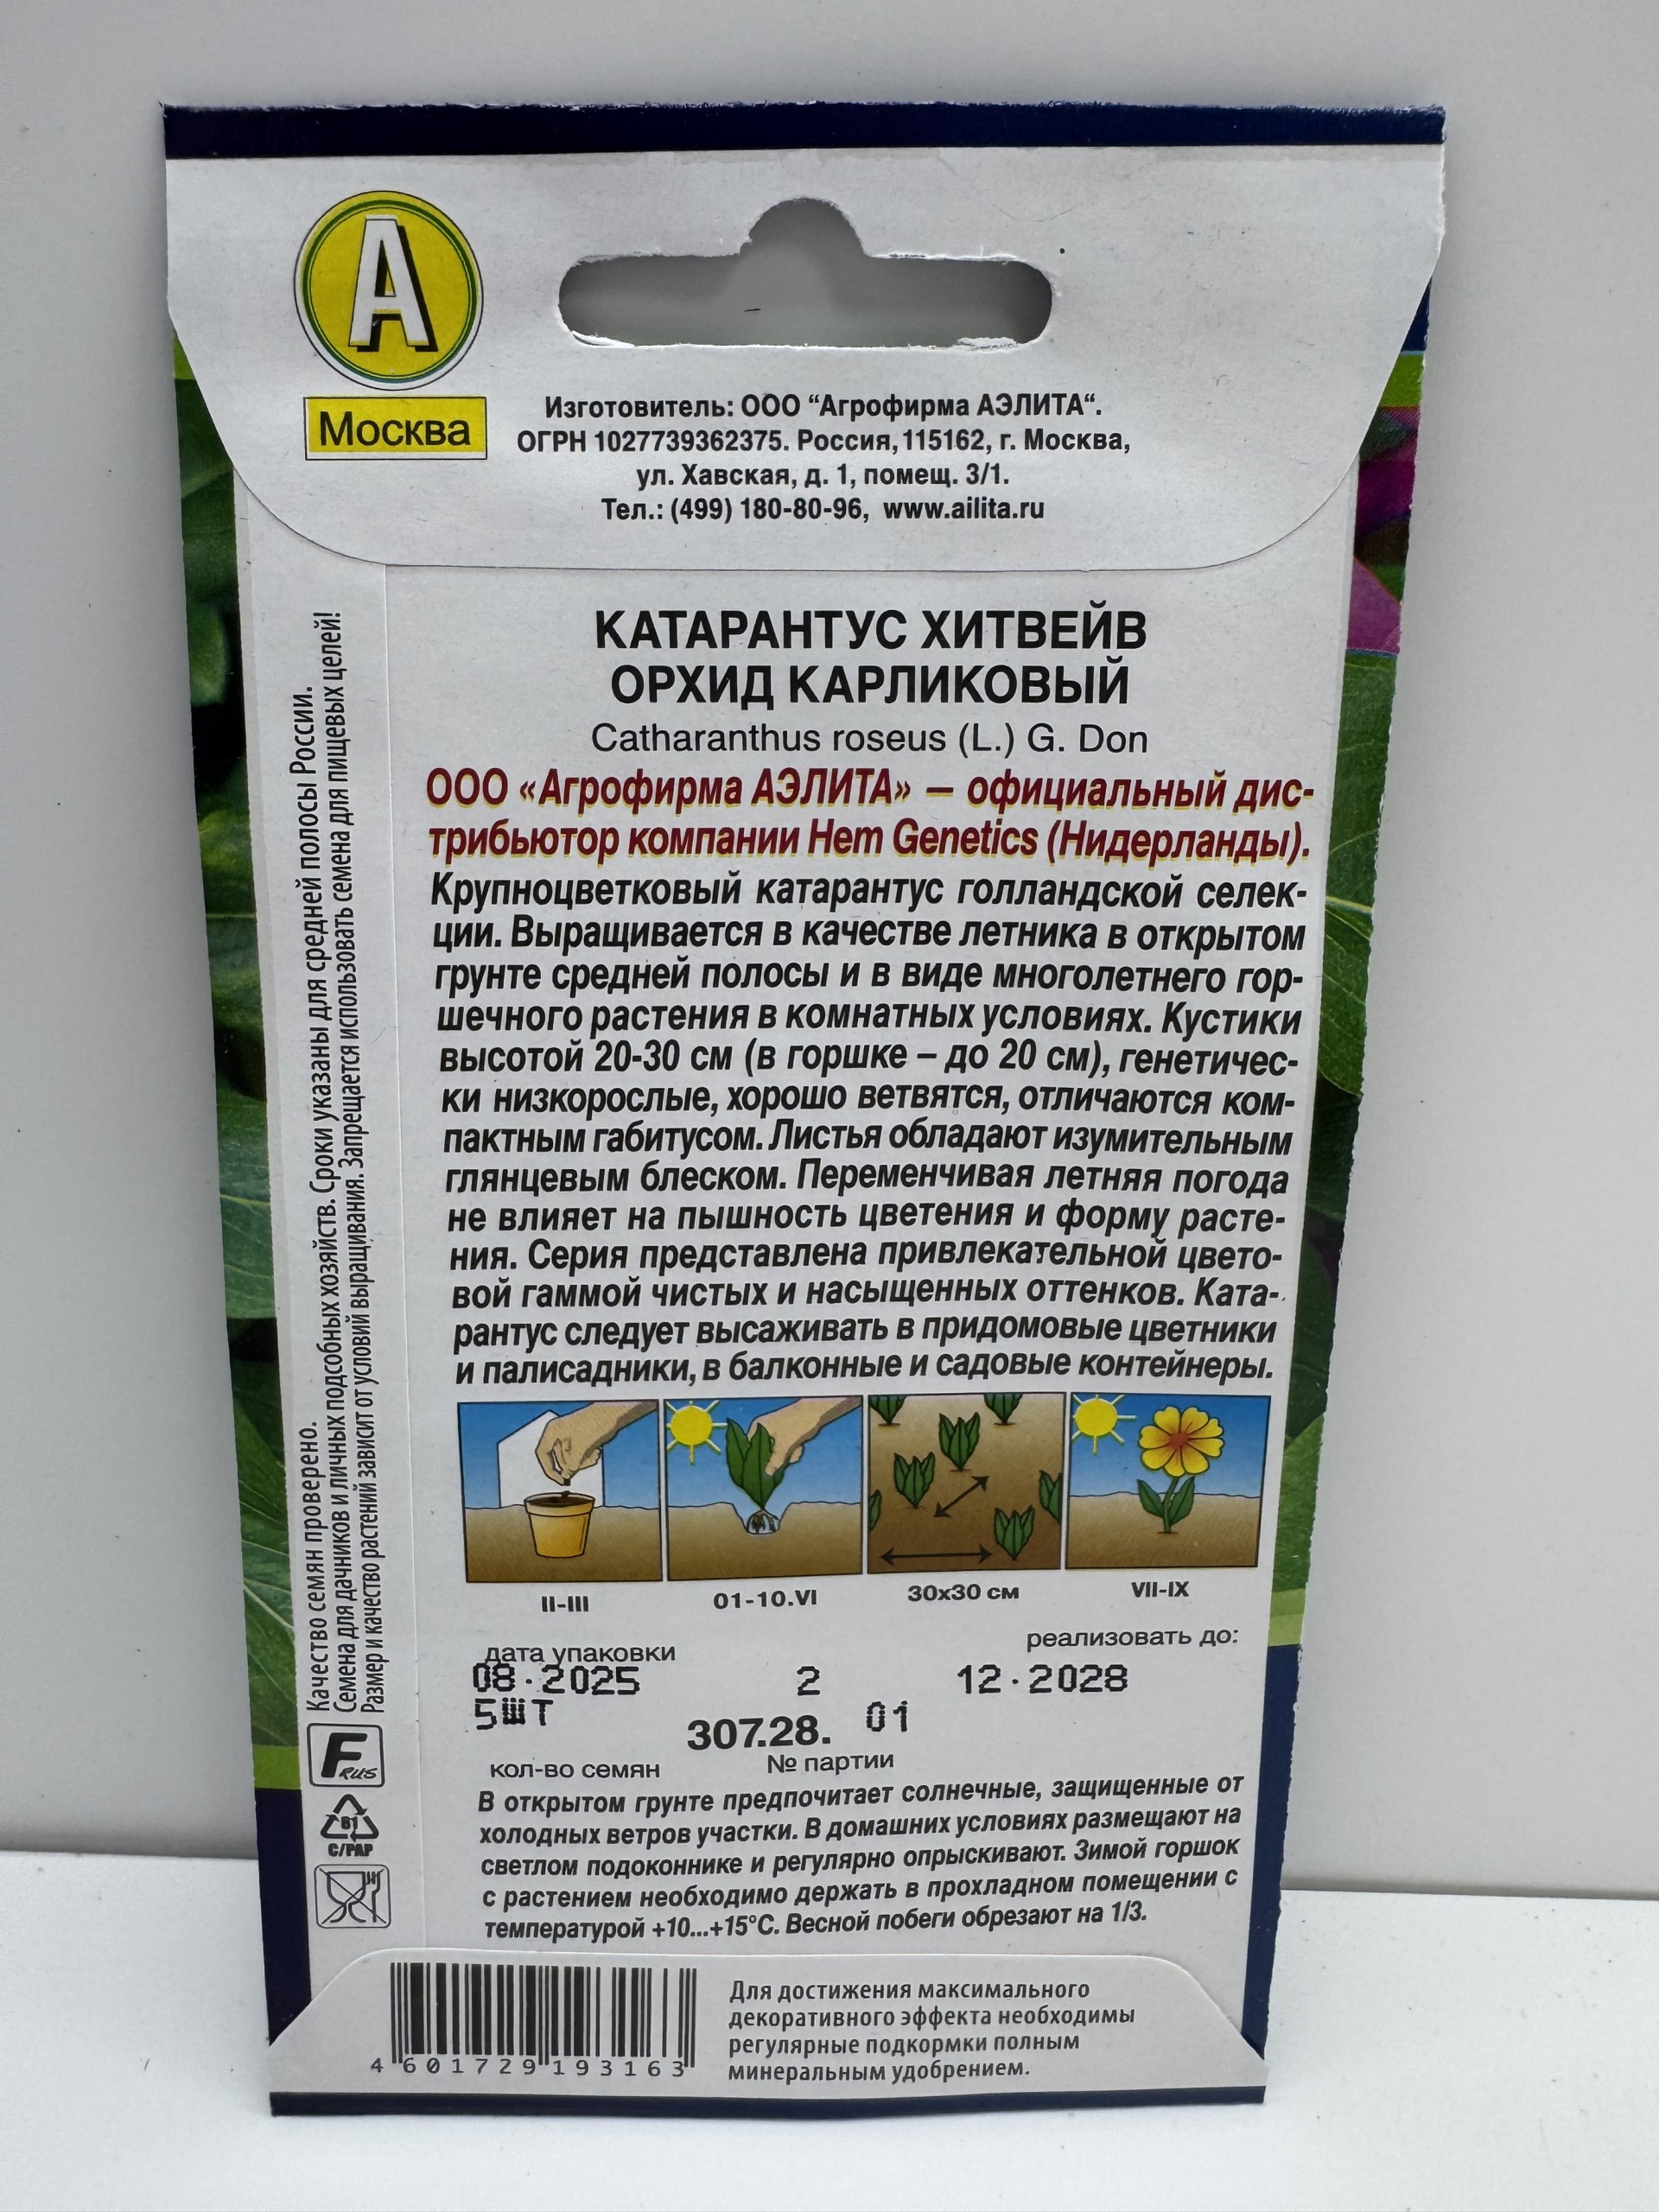 А
Москва
Изготовитель: ООО “Агрофирма АЭЛИТА“.
ОГРН 1027739362375. Россия, 115162, г. Москва,
ул. Хавская, д. 1, помещ. 3/1.
Тел.: (499) 180-80-96, www.ailita.ru
КАТАРАНТУС ХИТВЕЙВ
ОРХИД КАРЛИКОВЫЙ
Catharanthus roseus (L.) G. Don
ООО «Агрофирма АЭЛИТА» — официальный дис-
трибьютор компании Hem Genetics (Нидерланды).
Крупноцветковый катарантус голландской селек-
ции. Выращивается в качестве летника в открытом
грунте средней полосы и в виде многолетнего гор-
шечного растения в комнатных условиях. Кустики
высотой 20-30 см (в горшке – до 20 см), генетичес-
ки низкорослые, хорошо ветвятся, отличаются ком-
пактным габитусом. Листья обладают изумительным
глянцевым блеском. Переменчивая летняя погода
не влияет на пышность цветения и форму расте-
ния. Серия представлена привлекательной цвето-
вой гаммой чистых и насыщенных оттенков. Ката-
рантус следует высаживать в придомовые цветники
и палисадники, в балконные и садовые контейнеры.
II-III
01-10.VI
30х30 см
VII-IX
дата упаковки
реализовать до:
08.2025 2 12.2028
5шт
307.28. 01
кол-во семян
№ партии
В открытом грунте предпочитает солнечные, защищенные от
холодных ветров участки. В домашних условиях размещают на
светлом подоконнике и регулярно опрыскивают. Зимой горшок
с растением необходимо держать в прохладном помещении с
температурой +10...+15°С. Весной побеги обрезают на 1/3.
Качество семян проверено.
Семена для дачников и личных подсобных хозяйств. Сроки указаны для средней полосы России.
Размер и качество растений зависит от условий выращивания. Запрещается использовать семена для пищевых целей!
F RUS
81
C/PAP
4 601729 193163
Для достижения максимального
декоративного эффекта необходимы
регулярные подкормки полным
минеральным удобрением.